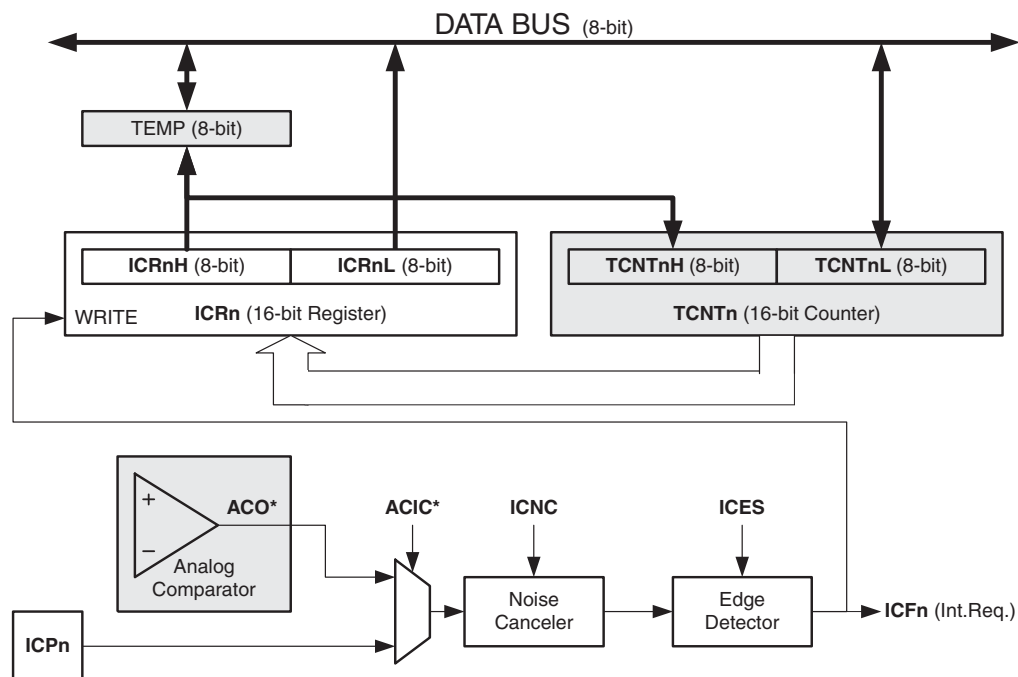 DATA BUS (8-bit)
TEMP (8-bit)
ICRnH (8-bit)
ICRnL (8-bit)
TCNTnH (8-bit)
TCNTnL (8-bit)
WRITE
ICRn (16-bit Register)
TCNTn (16-bit Counter)
+
−
ACO*
Analog
Comparator
ACIC*
ICNC
ICES
Noise
Canceler
Edge
Detector
ICFn (Int.Req.)
ICPn